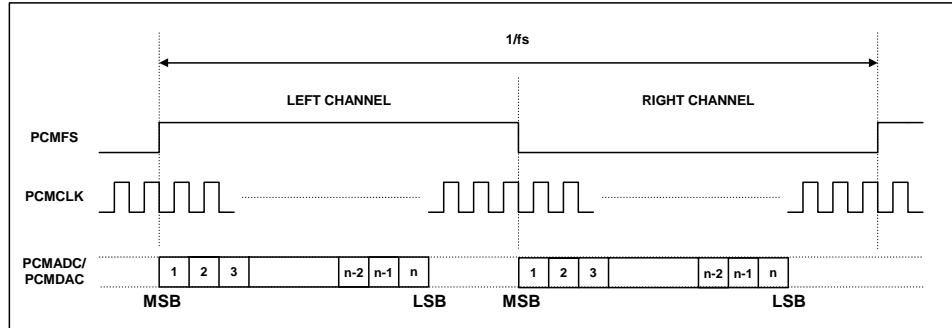 1/fs
LEFT CHANNEL RIGHT CHANNEL
PCMFS
PCMCLK
PCMADC/
PCMDAC
1 2 3 n-2 n-1 n 1 2 3 n-2 n-1 n
MSB LSB MSB LSB